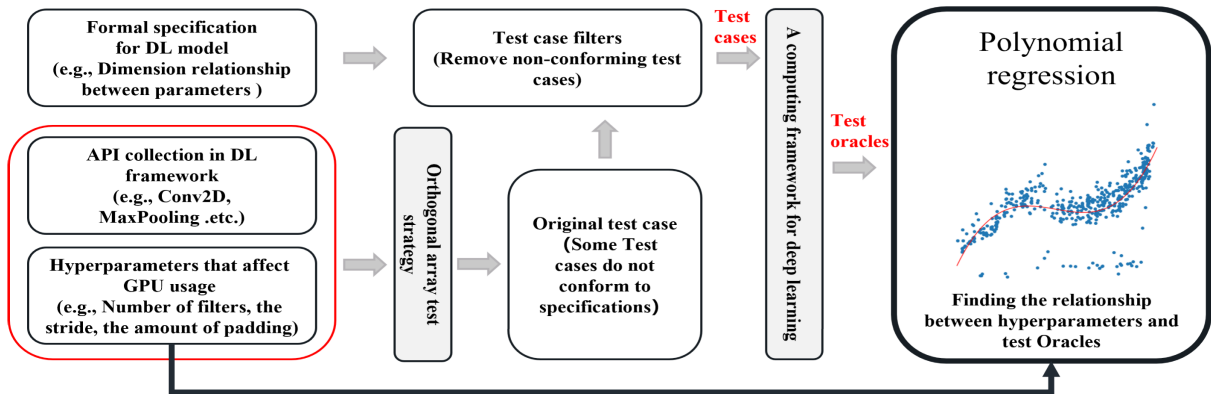 Formal specification
for DL model
(e.g., Dimension relationship
between parameters )
API collection in DL
framework
(e.g., Conv2D,
MaxPooling .etc.)
Hyperparameters that affect
GPU usage
(e.g., Number of filters, the
stride, the amount of padding)
Orthogonal array test
strategy
Test case filters
(Remove non-conforming test
cases)
Original test case
(Some Test
cases do not
conform to
specifications)
Test
cases
A computing framework for deep learning
Test
oracles
Polynomial
regression
Finding the relationship
between hyperparameters and
test Oracles